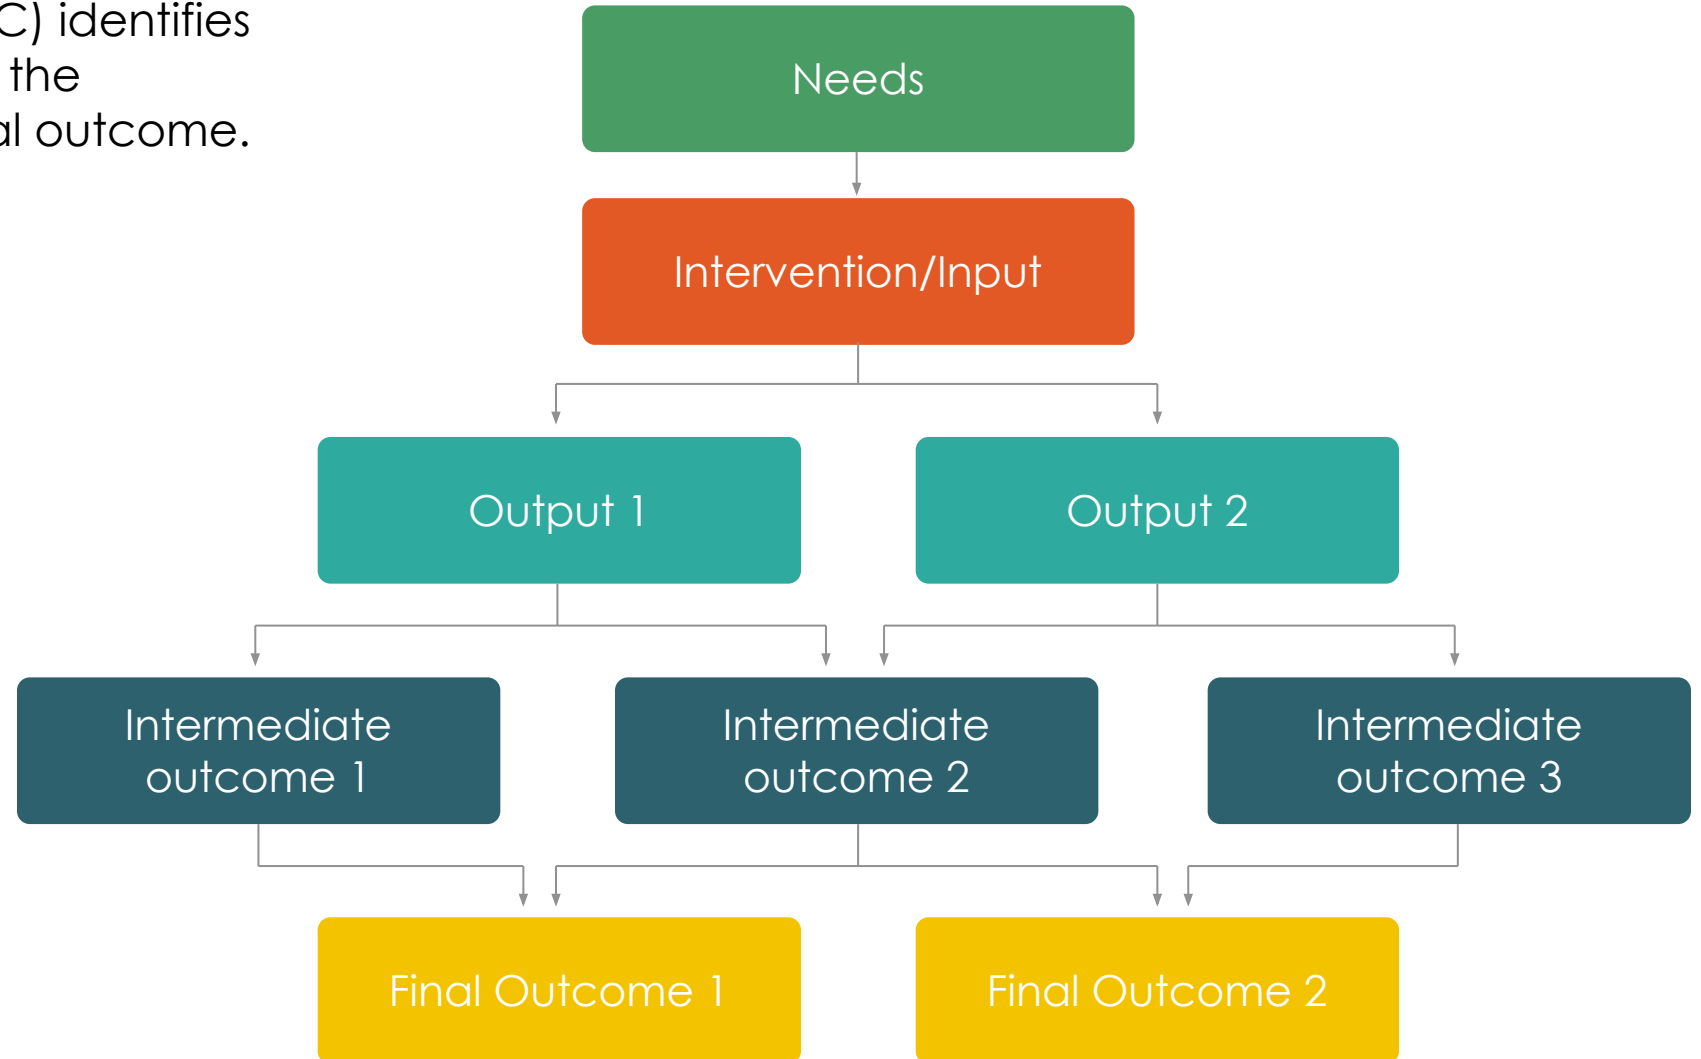 C) identifies
the
al outcome.
Needs
Intervention/Input
Output 1
Output 2
Intermediate
outcome 1
Intermediate
outcome 2
Intermediate
outcome 3
Final Outcome 1
Final Outcome 2